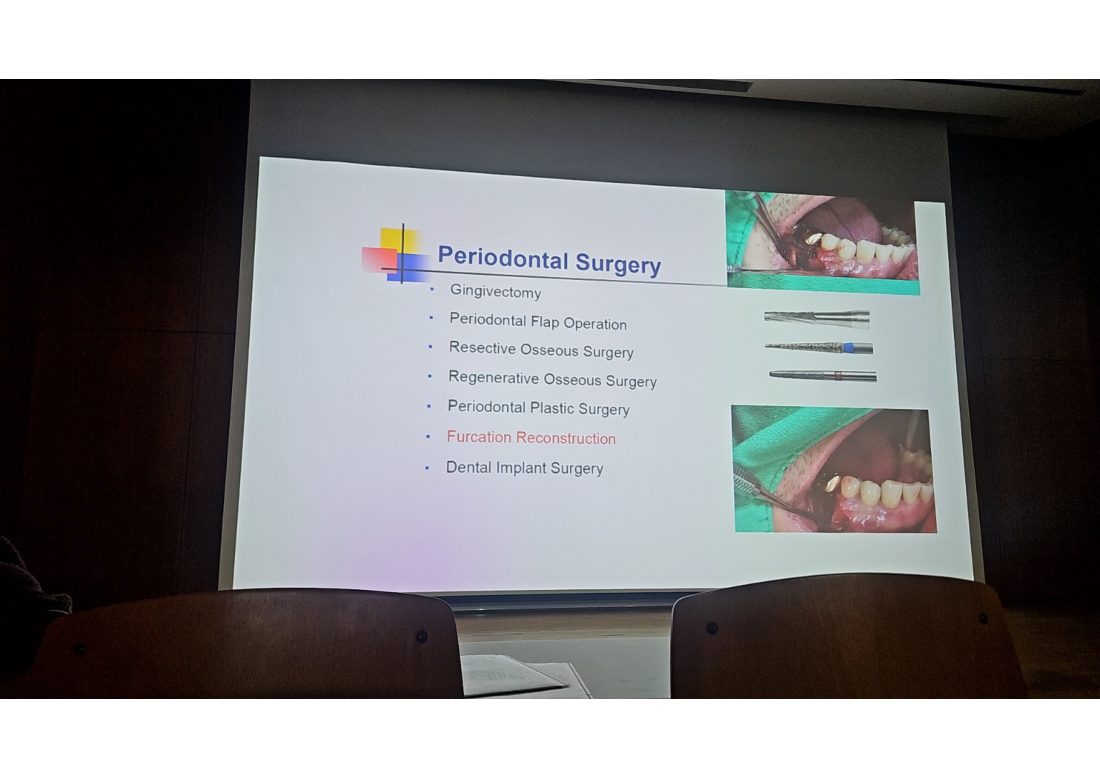 Periodontal Surgery
Gingivectomy
Periodontal Flap Operation
Resective Osseous Surgery
Regenerative Osseous Surgery
Periodontal Plastic Surgery
Furcation Reconstruction
Dental Implant Surgery